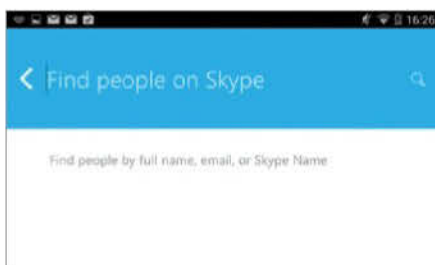 16:26
Find people on Skype
Find people by full name, email, or Skype Name